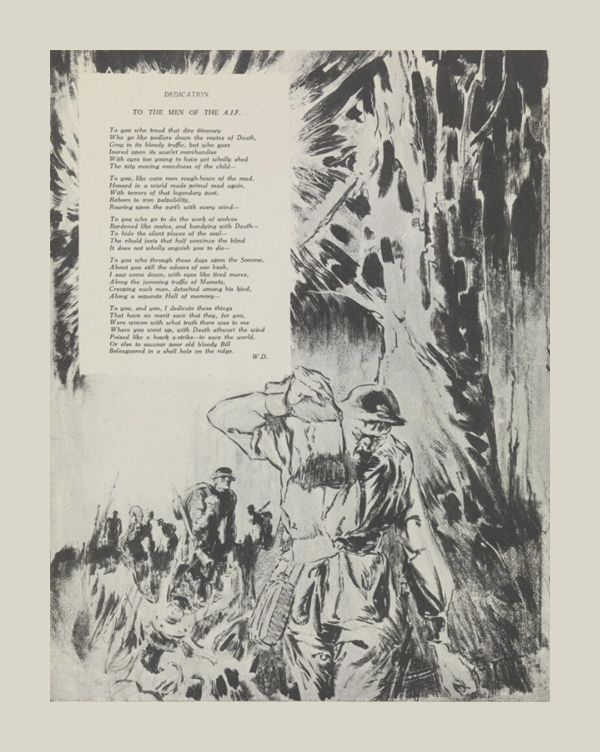 DEDICATION.
TO THE MEN OF THE A.I.F.
To you who tread that dire itinerary
Who go like pedlars down the routes of Death,
Grey in its bloody traffic, but who gaze
Inured upon its scarlet merchandise
With eyes too young to have yet wholly shed
The pity moving roundness of the child—
To you, like cave men rough-hewn of the mud,
Housed in a world made primal mud again,
With terrors of that legendary past,
Reborn to iron palpability,
Roaring upon the earth with every wind—
To you who go to do the work of wolves
Burdened like mules, and bandying with Death—
To hide the silent places of the soul—
The ribald jests that half convince the blind
It does not wholly anguish you to die—
To you who through those days upon the Somme,
About you still the odours of our bush,
I saw come down, with eyes like tired mares,
Along the jamming traffic of Mametz,
Creeping each man, detached among his kind,
Along a separate Hell of memory—
To you, and you, I dedicate these things
That have no merit save that they, for you,
Were woven with what truth there was in me
Where you went up, with Death athwart the wind
Poised like a hawk a-strike—to save the world,
Or else to succour poor old bloody Bill
Beleaguered in a shell hole on the ridge.
W.D.